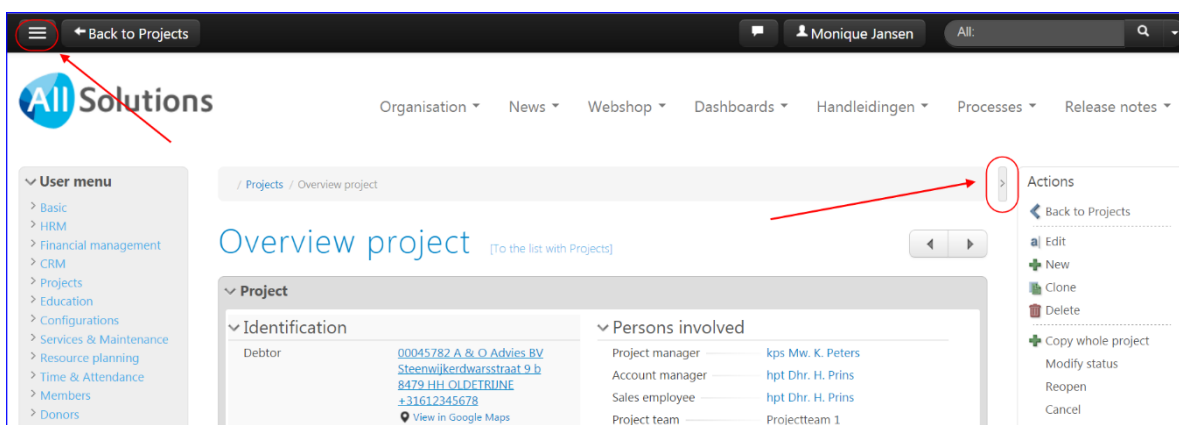 Back to Projects
Monique Jansen
All:
All Solutions
Organisation News Webshop Dashboards Handleidingen Processes Release notes
User menu
Basic
HRM
Financial management
CRM
Projects
Education
Configurations
Services & Maintenance
Resource planning
Time & Attendance
Members
Donors
/ Projects / Overview project
Overview project [To the list with Projects]
Project
Identification
Debtor 00045782 A & O Advies BV
Steenwijkerdwarsstraat 9 b
8479 HH OLDETRIJNE
+31612345678
View in Google Maps
Persons involved
Project manager kps Mw. K. Peters
Account manager hpt Dhr. H. Prins
Sales employee hpt Dhr. H. Prins
Project team Projectteam 1
Actions
Back to Projects
a Edit
New
Clone
Delete
Copy whole project
Modify status
Reopen
Cancel